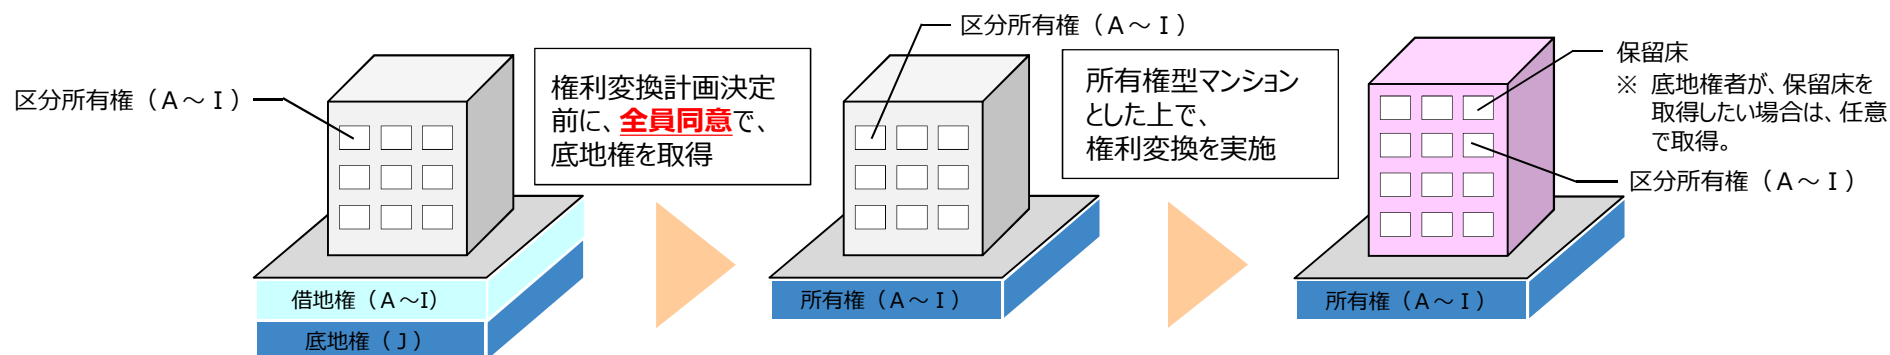 区分所有権（A～I）
借地権（A～I）
底地権（J）
権利変換計画決定
前に、全員同意で、
底地権を取得
区分所有権（A～I）
所有権（A～I）
所有権型マンション
とした上で、
権利変換を実施
保留床
※ 底地権者が、保留床を
取得したい場合は、任意
で取得。
区分所有権（A～I）
所有権（A～I）